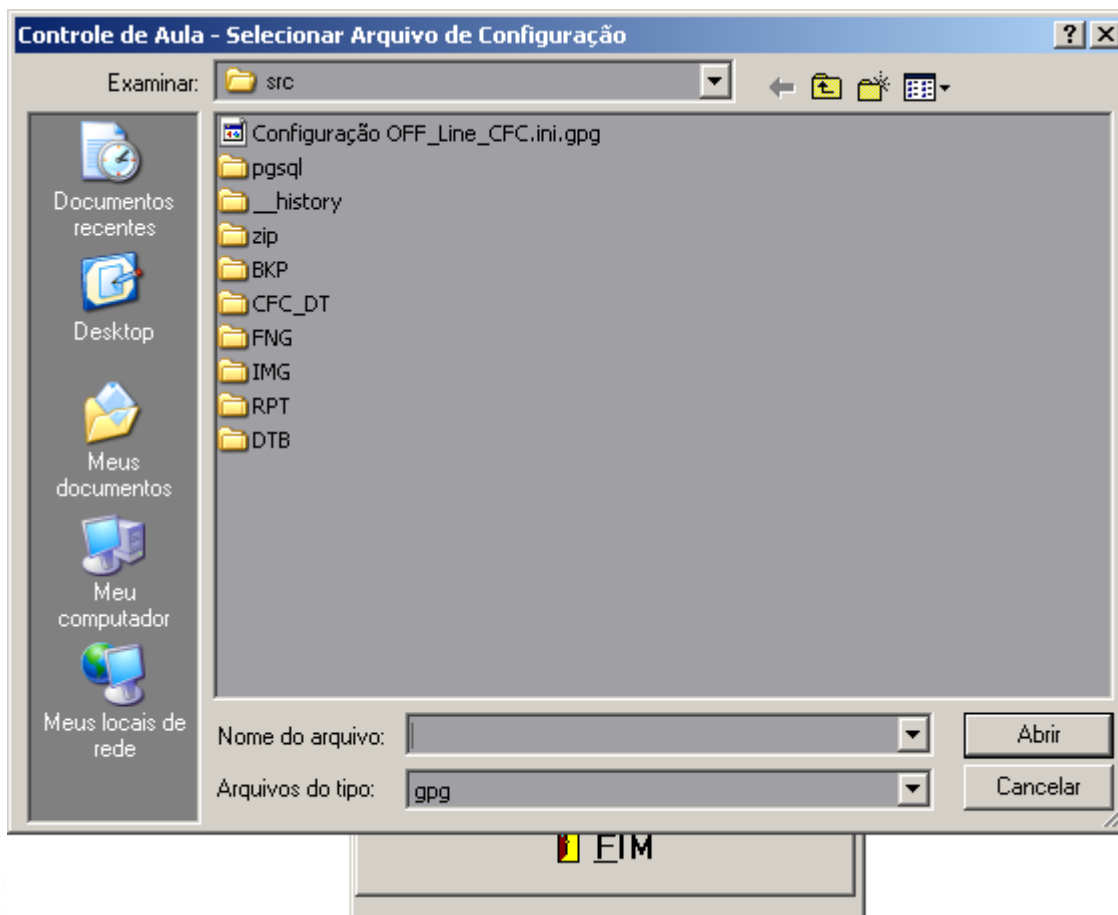 Controle de Aula - Selecionar Arquivo de Configuração
Examinar:
src
Documentos
recentes
Desktop
Meus
documentos
Meu
computador
Meus locais de
rede
Configuração OFF_Line_CFC.ini.gpg
pgsql
__history
zip
BKP
CFC_DT
FNG
IMG
RPT
DTB
Nome do arquivo:
Abrir
Arquivos do tipo:
gpg
Cancelar
FIM